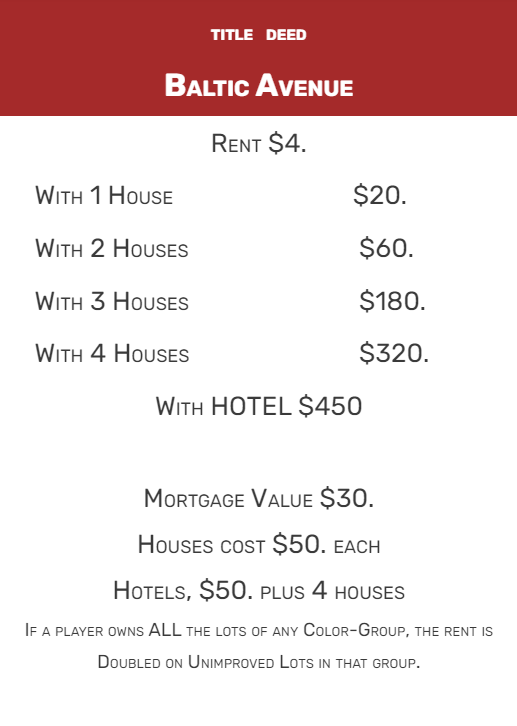 TITLE DEED
BALTIC AVENUE
RENT $4.
WITH 1 HOUSE $20.
WITH 2 HOUSES $60.
WITH 3 HOUSES $180.
WITH 4 HOUSES $320.
WITH HOTEL $450
MORTGAGE VALUE $30.
HOUSES COST $50. EACH
HOTELS, $50. PLUS 4 HOUSES
IF A PLAYER OWNS ALL THE LOTS OF ANY COLOR-GROUP, THE RENT IS
DOUBLED ON UNIMPROVED LOTS IN THAT GROUP.